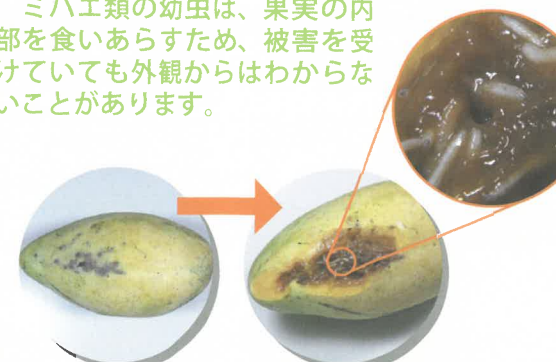 ミバエ類の幼虫は、果実の内
部を食いあらすため、被害を受
けていても外観からはわからな
いことがあります。